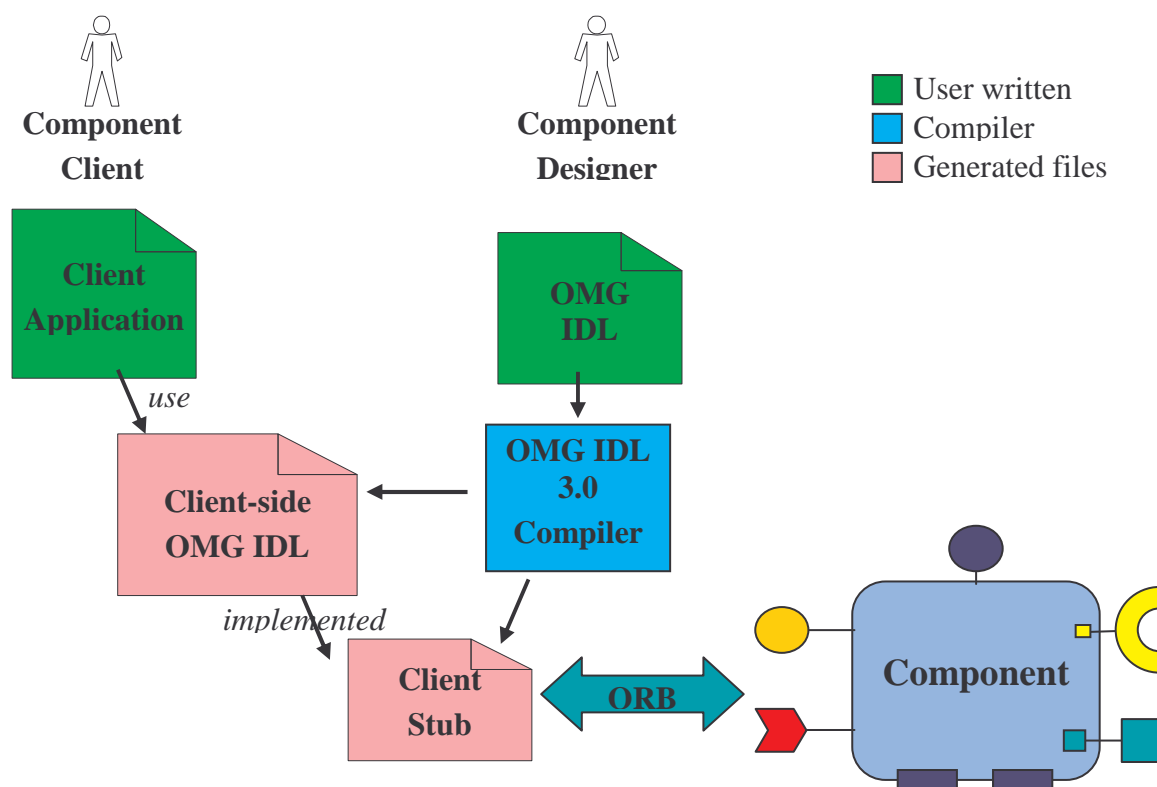 Component
Client
Component
Designer
User written
Compiler
Generated files
Client
Application
OMG
IDL
use
OMG IDL
3.0
Compiler
Client-side
OMG IDL
implemented
Client
Stub
ORB
Component